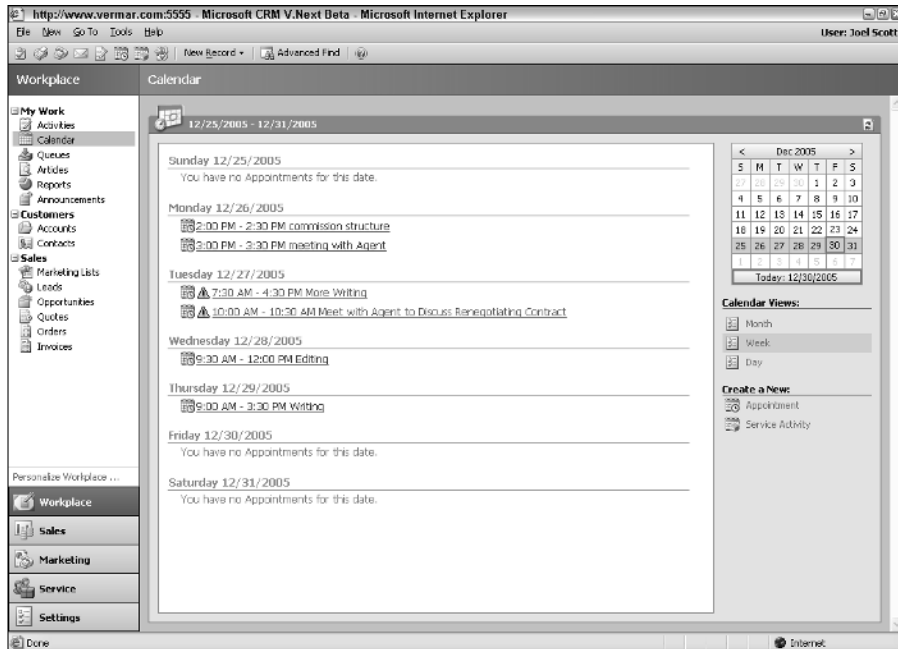 http://www.vermar.com:5555 - Microsoft CRM V.Next Beta - Microsoft Internet Explorer
File New Go To Tools Help
User: Joel Scott
New Record
Advanced Find
Workplace
Calendar
My Work
Activities
Calendar
Queues
Articles
Reports
Announcements
Customers
Accounts
Contacts
Sales
Marketing Lists
Leads
Opportunities
Quotes
Orders
Invoices
Personalize Workplace ...
Workplace
Sales
Marketing
Service
Settings
12/25/2005 - 12/31/2005
Sunday 12/25/2005
You have no Appointments for this date.
Monday 12/26/2005
2:00 PM - 2:30 PM commission structure
3:00 PM - 3:30 PM meeting with Agent
Tuesday 12/27/2005
7:30 AM - 4:30 PM More Writing
10:00 AM - 10:30 AM Meet with Agent to Discuss Renegotiating Contract
Wednesday 12/28/2005
9:30 AM - 12:00 PM Editing
Thursday 12/29/2005
9:00 AM - 3:30 PM Writing
Friday 12/30/2005
You have no Appointments for this date.
Saturday 12/31/2005
You have no Appointments for this date.
< Dec 2005 >
S M T W T F S
27 28 29 30 1 2 3
4 5 6 7 8 9 10
11 12 13 14 15 16 17
18 19 20 21 22 23 24
25 26 27 28 29 30 31
1 2 3 4 5 6 7
Today: 12/30/2005
Calendar Views:
Month
Week
Day
Create a New:
Appointment
Service Activity
Done
Internet